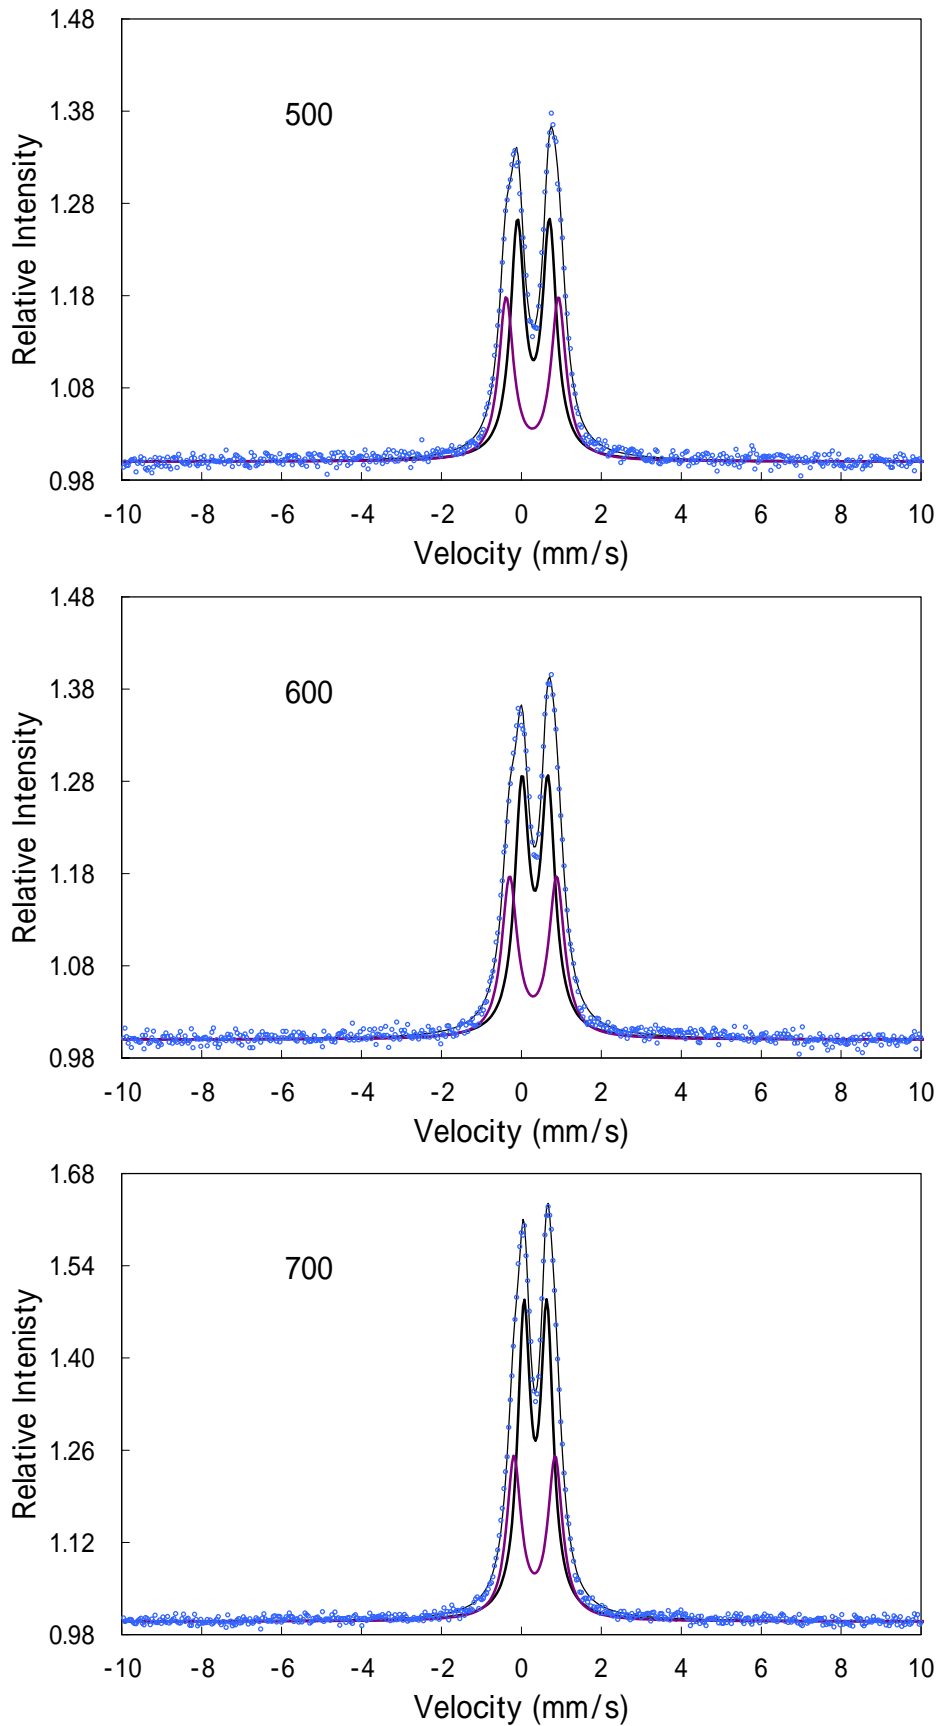 1.48
1.38
1.28
1.18
1.08
0.98
Relative Intensity
500
-10 -8 -6 -4 -2 0 2 4 6 8 10
Velocity (mm/s)
1.48
1.38
1.28
1.18
1.08
0.98
Relative Intensity
600
-10 -8 -6 -4 -2 0 2 4 6 8 10
Velocity (mm/s)
1.68
1.54
1.40
1.26
1.12
0.98
Relative Intenisty
700
-10 -8 -6 -4 -2 0 2 4 6 8 10
Velocity (mm/s)